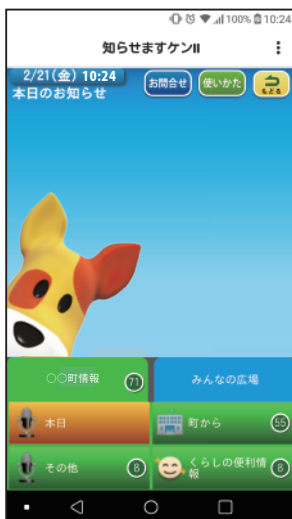 100% 10:24
知らせますケンII
2/21(金) 10:24
本日のお知らせ
お問合せ
使いかた
もどる
〇〇町情報 71
みんなの広場
本日
町から 55
その他 8
くらしの便利情報 8